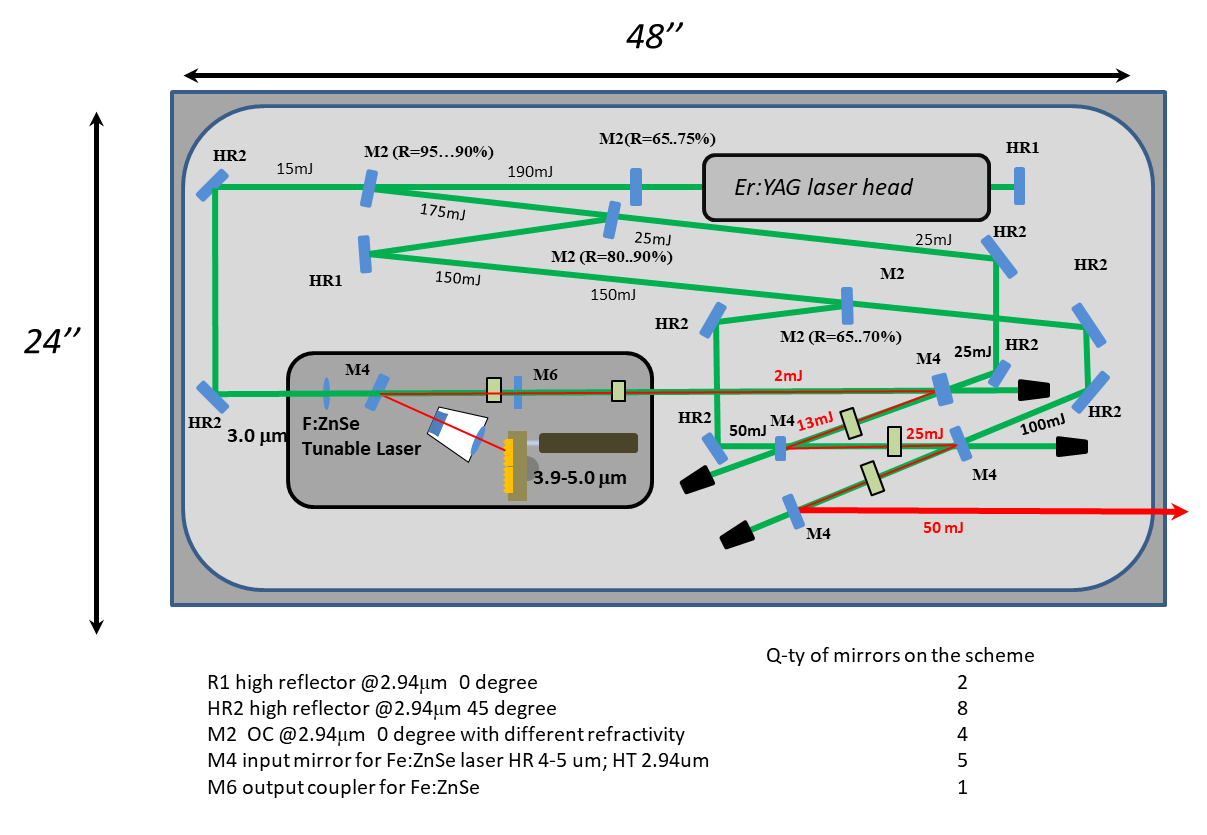 48’’
24’’
HR2
15mJ
M2 (R=95…90%)
190mJ
M2(R=65..75%)
Er:YAG laser head
HR1
175mJ
25mJ
M2 (R=80..90%)
25mJ
HR2
HR1
150mJ
150mJ
M2
HR2
HR2
M2 (R=65..70%)
M4
M6
2mJ
M4
25mJ
HR2
HR2
3.0 μm
F:ZnSe
Tunable Laser
3.9-5.0 μm
HR2
50mJ
M4
13mJ
25mJ
100mJ
HR2
M4
M4
50 mJ
Q-ty of mirrors on the scheme
R1 high reflector @2.94μm 0 degree 2
HR2 high reflector @2.94μm 45 degree 8
M2 OC @2.94μm 0 degree with different refractivity 4
M4 input mirror for Fe:ZnSe laser HR 4-5 um; HT 2.94um 5
M6 output coupler for Fe:ZnSe 1